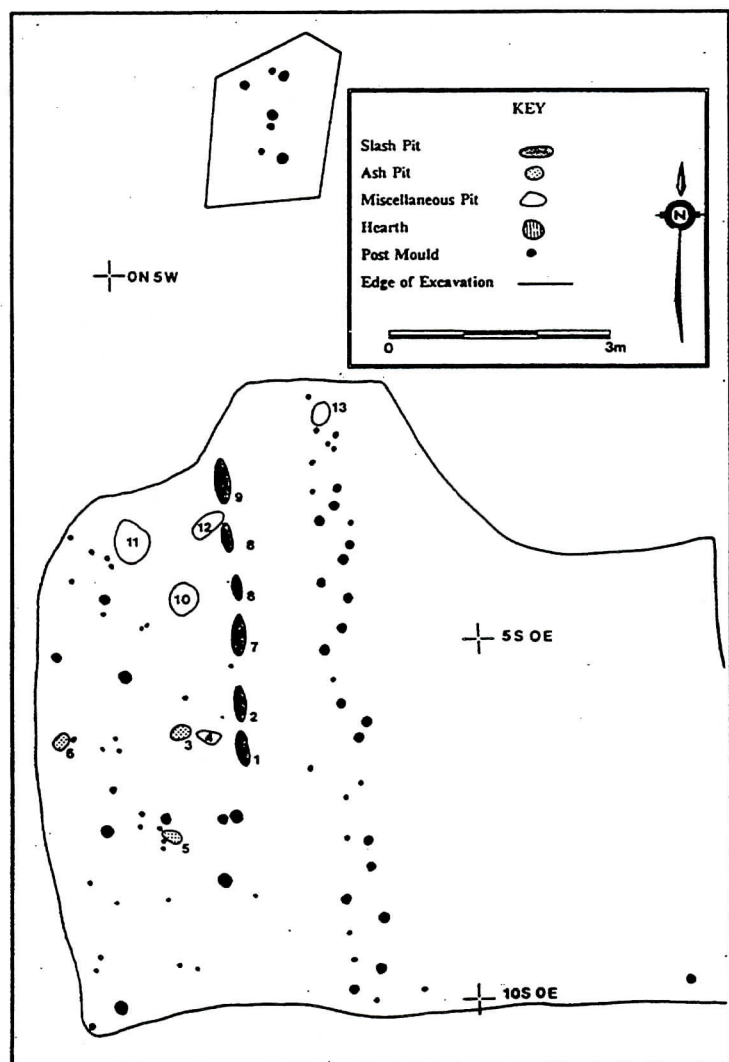 KEY
Slash Pit
Ash Pit
Miscellaneous Pit
Hearth
Post Mould
Edge of Excavation
N
0 3m
0N 5W
13
9
12
11
6
8
10
7
5S 0E
2
3
4
6
1
5
10S 0E